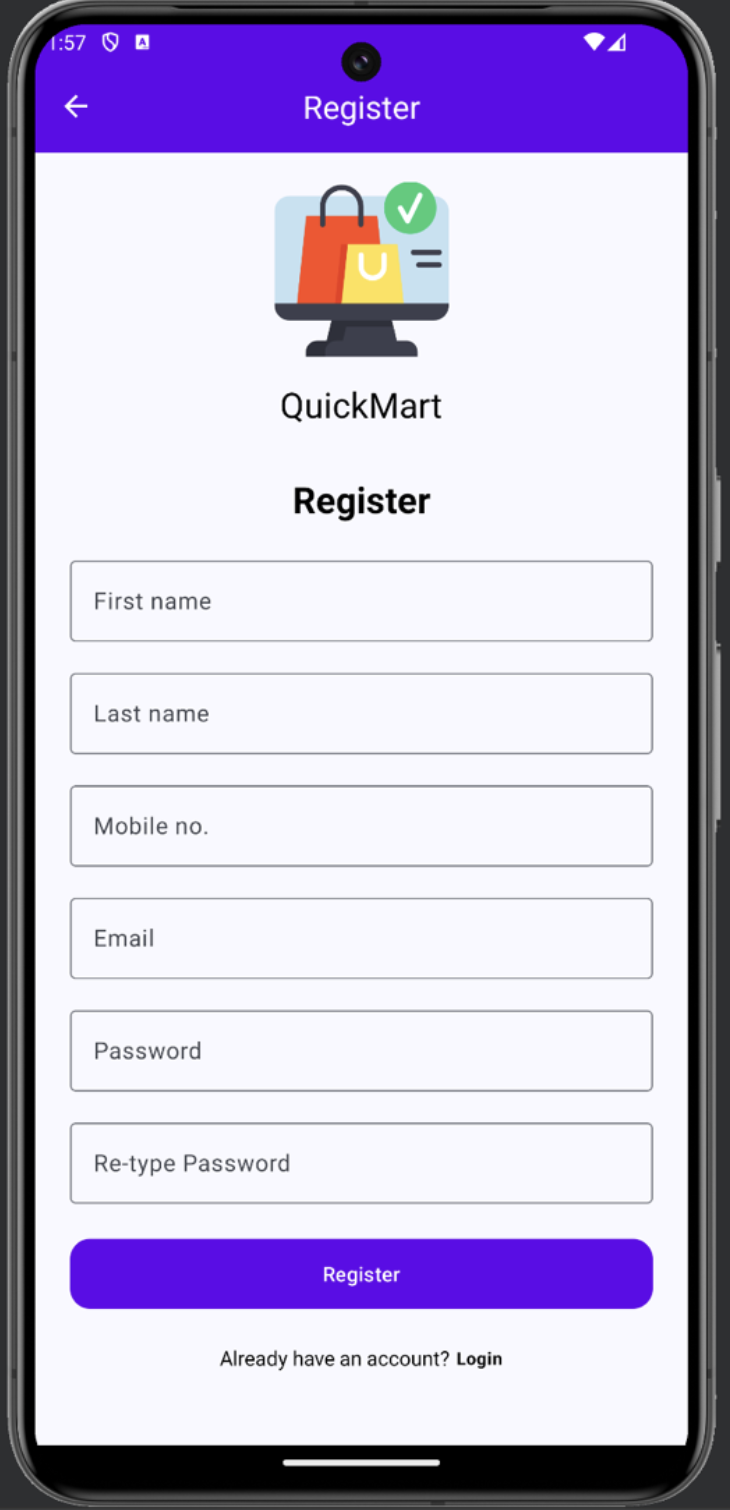 1:57
Register
QuickMart
Register
First name
Last name
Mobile no.
Email
Password
Re-type Password
Register
Already have an account? Login